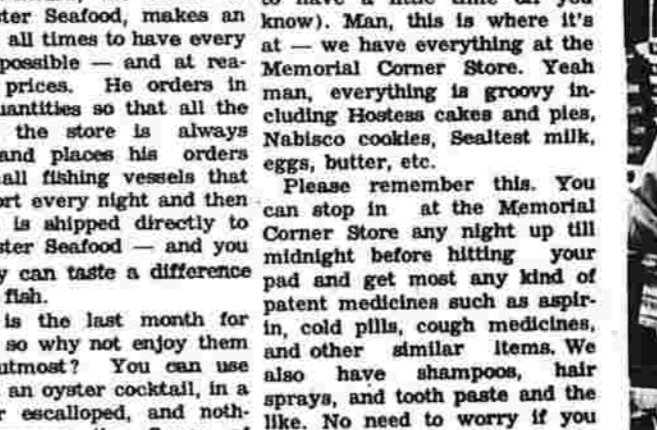 ster Seafood, makes an
all times to have every
possible — and at rea-
prices. He orders in
uantities so that all the
the store is always
and places his orders
all fishing vessels that
ort every night and then
is shipped directly to
ster Seafood — and you
y can taste a difference
fish.
is the last month for
so why not enjoy them
utmost? You can use
an oyster cocktail, in a
r escalloped, and noth-
know). Man, this is where it's
at — we have everything at the
Memorial Corner Store. Yeah
man, everything is groovy in-
cluding Hostess cakes and pies,
Nabisco cookies, Sealtest milk,
eggs, butter, etc.
Please remember this. You
can stop in at the Memorial
Corner Store any night up till
midnight before hitting your
pad and get most any kind of
patent medicines such as aspir-
in, cold pills, cough medicines,
and other similar items. We
also have shampoos, hair
sprays, and tooth paste and the
like. No need to worry if you